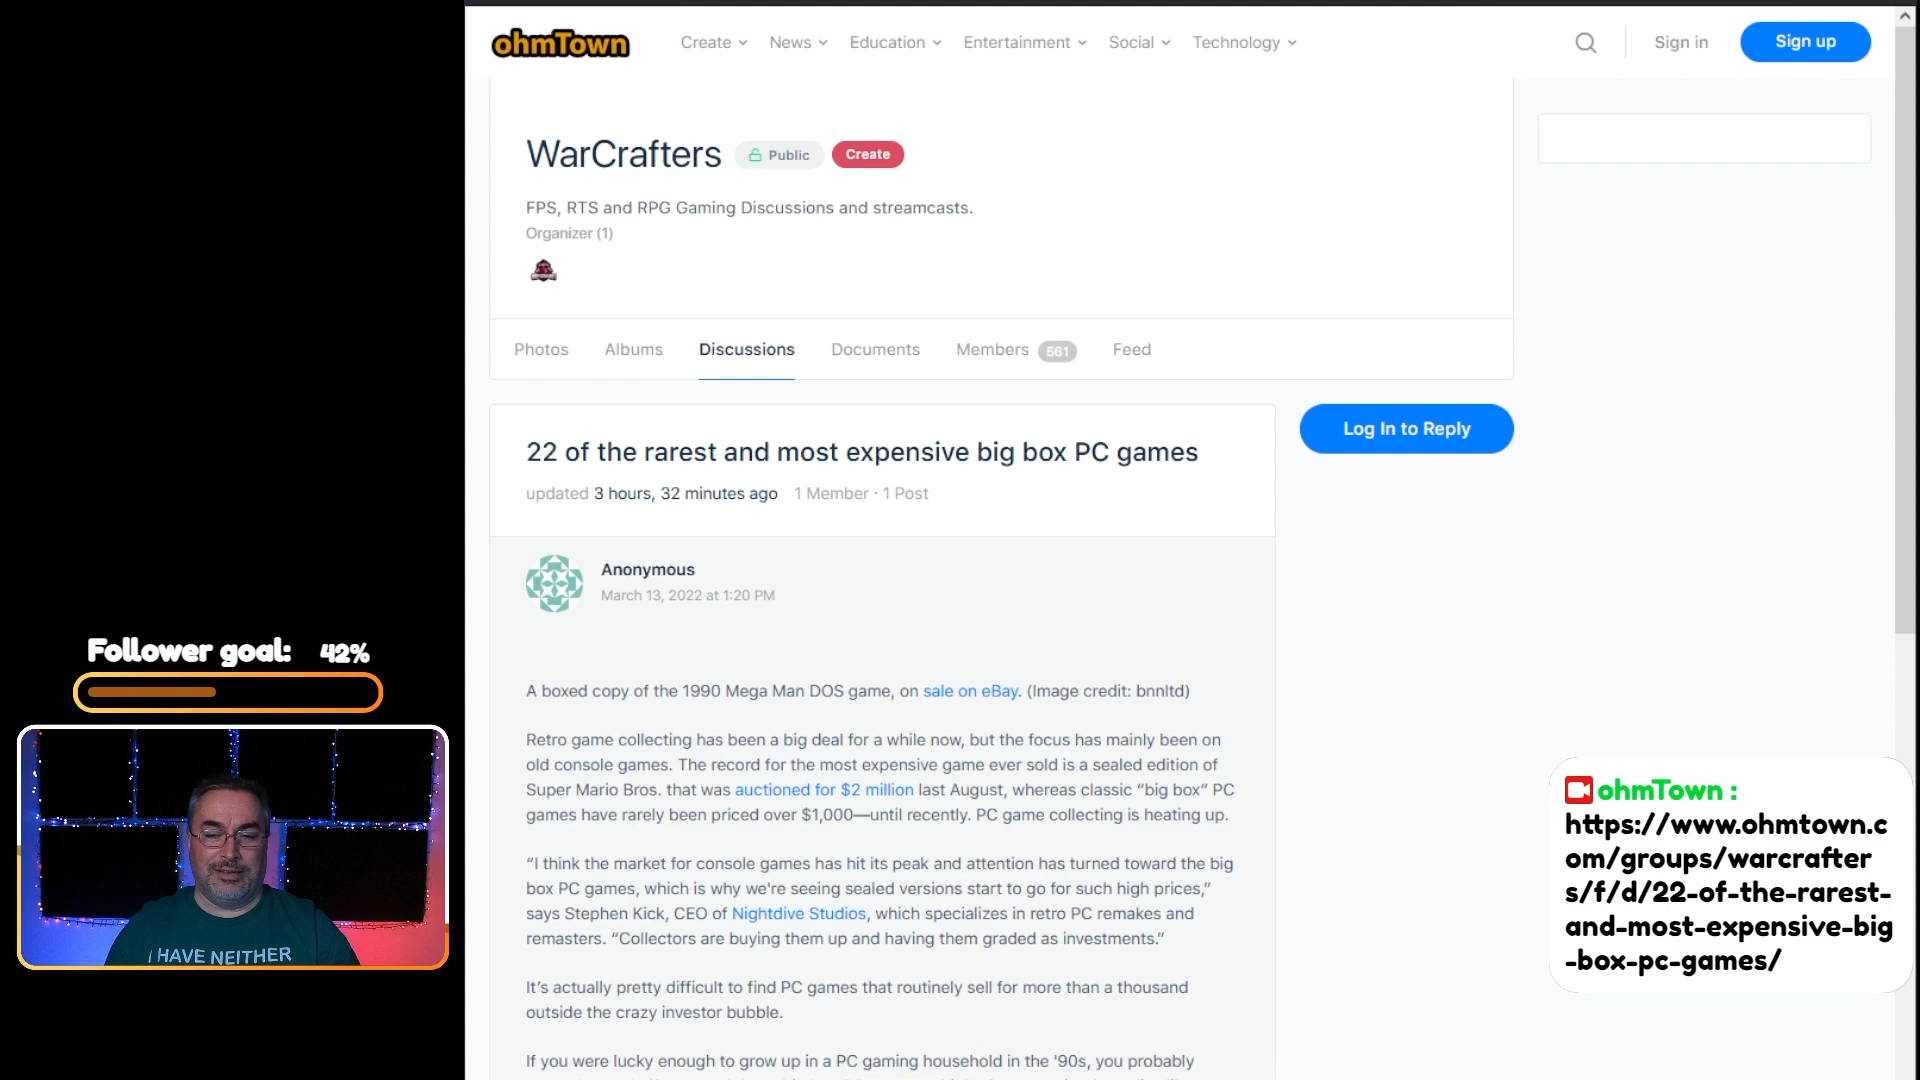 ohmTown
Create
News
Education
Entertainment
Social
Technology
Sign in
Sign up
WarCrafters
Public
Create
FPS, RTS and RPG Gaming Discussions and streamcasts.
Organizer (1)
Photos
Albums
Discussions
Documents
Members 561
Feed
22 of the rarest and most expensive big box PC games
updated 3 hours, 32 minutes ago 1 Member · 1 Post
Log In to Reply
Anonymous
March 13, 2022 at 1:20 PM
A boxed copy of the 1990 Mega Man DOS game, on sale on eBay. (Image credit: bnnltd)
Retro game collecting has been a big deal for a while now, but the focus has mainly been on
old console games. The record for the most expensive game ever sold is a sealed edition of
Super Mario Bros. that was auctioned for $2 million last August, whereas classic “big box” PC
games have rarely been priced over $1,000—until recently. PC game collecting is heating up.
“I think the market for console games has hit its peak and attention has turned toward the big
box PC games, which is why we're seeing sealed versions start to go for such high prices,”
says Stephen Kick, CEO of Nightdive Studios, which specializes in retro PC remakes and
remasters. “Collectors are buying them up and having them graded as investments.”
It’s actually pretty difficult to find PC games that routinely sell for more than a thousand
outside the crazy investor bubble.
If you were lucky enough to grow up in a PC gaming household in the '90s, you probably
Follower goal: 42%
I HAVE NEITHER
ohmTown :
https://www.ohmtown.c
om/groups/warcrafter
s/f/d/22-of-the-rarest-
and-most-expensive-big
-box-pc-games/